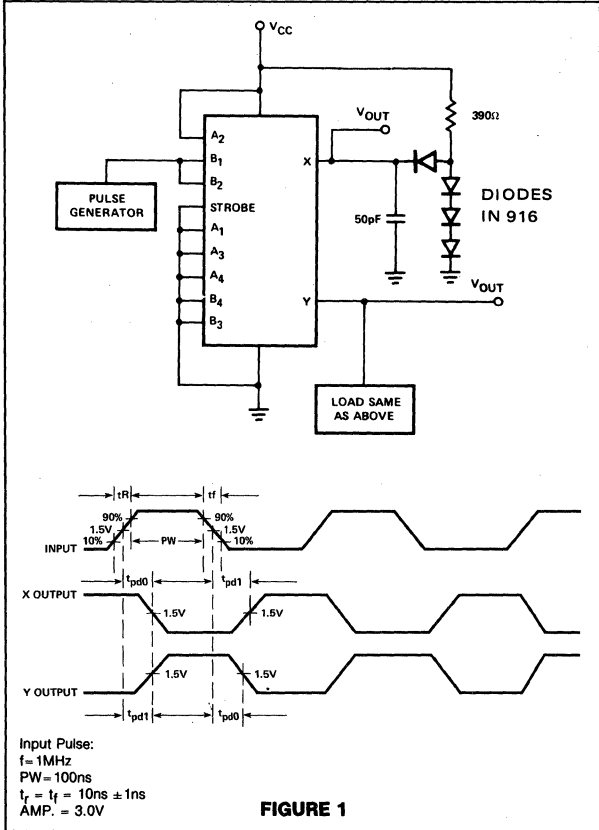 VCC
A2
B1
B2
STROBE
A1
A3
A4
B4
B3
X
Y
PULSE
GENERATOR
VOUT
390Ω
50pF
DIODES
IN 916
VOUT
LOAD SAME
AS ABOVE
tR
tf
90%
1.5V
10%
PW
90%
1.5V
10%
INPUT
tpd0
tpd1
X OUTPUT
1.5V
1.5V
1.5V
1.5V
Y OUTPUT
tpd1
tpd0
Input Pulse:
f=1MHz
PW=100ns
tr = tf = 10ns ±1ns
AMP. = 3.0V
FIGURE 1